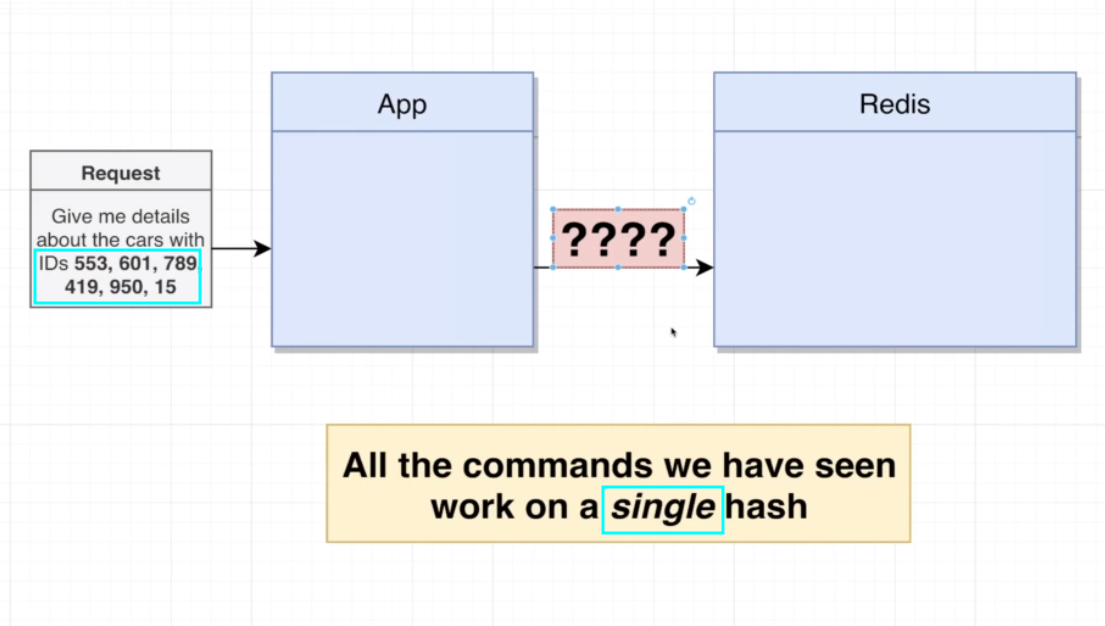 App
Redis
Request
Give me details
about the cars with
IDs 553, 601, 789,
419, 950, 15
????
All the commands we have seen
work on a single hash